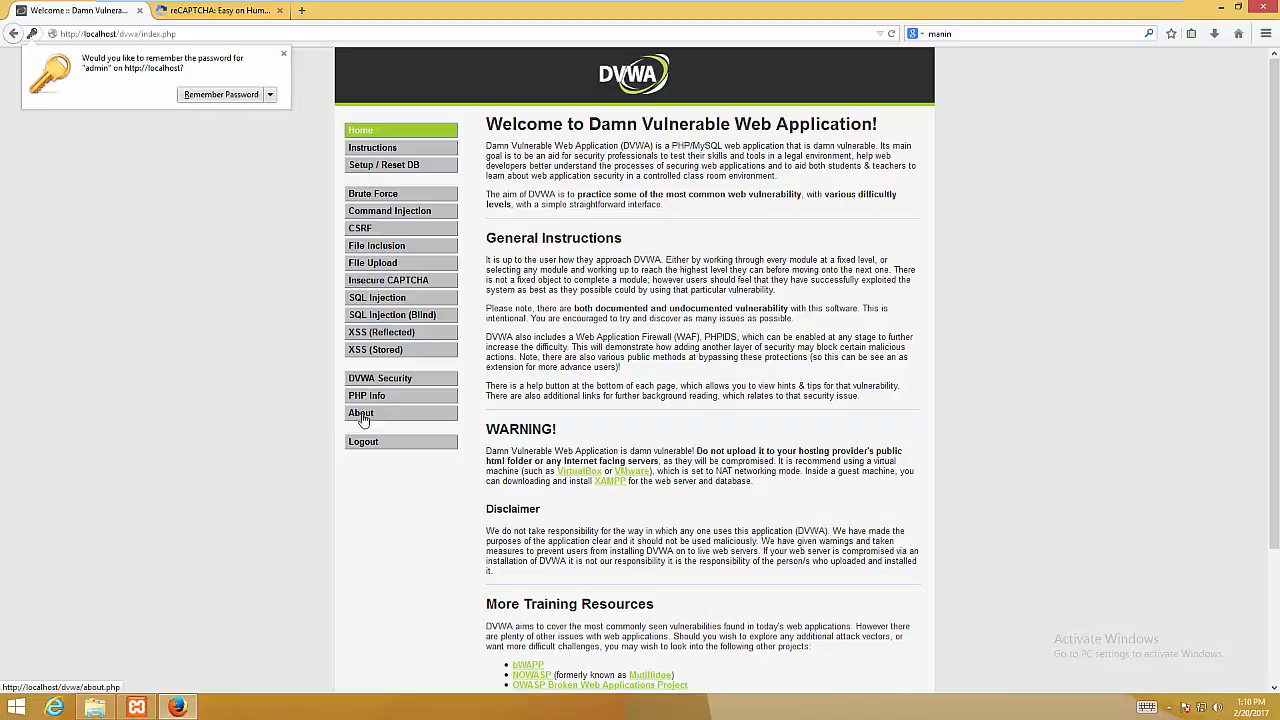 Welcome :: Damn Vulnera...
reCAPTCHA: Easy on Hum...
http://localhost/dvwa/index.php
manin
Would you like to remember the password for
"admin" on http://localhost?
Remember Password
DVWA
Home
Instructions
Setup / Reset DB
Brute Force
Command Injection
CSRF
File Inclusion
File Upload
Insecure CAPTCHA
SQL Injection
SQL Injection (Blind)
XSS (Reflected)
XSS (Stored)
DVWA Security
PHP Info
About
Logout
Welcome to Damn Vulnerable Web Application!
Damn Vulnerable Web Application (DVWA) is a PHP/MySQL web application that is damn vulnerable. Its main
goal is to be an aid for security professionals to test their skills and tools in a legal environment, help web
developers better understand the processes of securing web applications and to aid both students & teachers to
learn about web application security in a controlled class room environment.
The aim of DVWA is to practice some of the most common web vulnerability, with various difficultly
levels, with a simple straightforward interface.
General Instructions
It is up to the user how they approach DVWA. Either by working through every module at a fixed level, or
selecting any module and working up to reach the highest level they can before moving onto the next one. There
is not a fixed object to complete a module; however users should feel that they have successfully exploited the
system as best as they possible could by using that particular vulnerability.
Please note, there are both documented and undocumented vulnerability with this software. This is
intentional. You are encouraged to try and discover as many issues as possible.
DVWA also includes a Web Application Firewall (WAF), PHPIDS, which can be enabled at any stage to further
increase the difficulty. This will demonstrate how adding another layer of security may block certain malicious
actions. Note, there are also various public methods at bypassing these protections (so this can be see an as
extension for more advance users)!
There is a help button at the bottom of each page, which allows you to view hints & tips for that vulnerability.
There are also additional links for further background reading, which relates to that security issue.
WARNING!
Damn Vulnerable Web Application is damn vulnerable! Do not upload it to your hosting provider's public
html folder or any Internet facing servers, as they will be compromised. It is recommend using a virtual
machine (such as VirtualBox or VMware), which is set to NAT networking mode. Inside a guest machine, you
can downloading and install XAMPP for the web server and database.
Disclaimer
We do not take responsibility for the way in which any one uses this application (DVWA). We have made the
purposes of the application clear and it should not be used maliciously. We have given warnings and taken
measures to prevent users from installing DVWA on to live web servers. If your web server is compromised via an
installation of DVWA it is not our responsibility it is the responsibility of the person/s who uploaded and installed
it.
More Training Resources
DVWA aims to cover the most commonly seen vulnerabilities found in today's web applications. However there
are plenty of other issues with web applications. Should you wish to explore any additional attack vectors, or
want more difficult challenges, you may wish to look into the following other projects:
bWAPP
NOWASP (formerly known as Mutillidae)
OWASP Broken Web Applications Project
Activate Windows
Go to PC settings to activate Windows.
http://localhost/dvwa/about.php
1:10 PM
2/20/2017